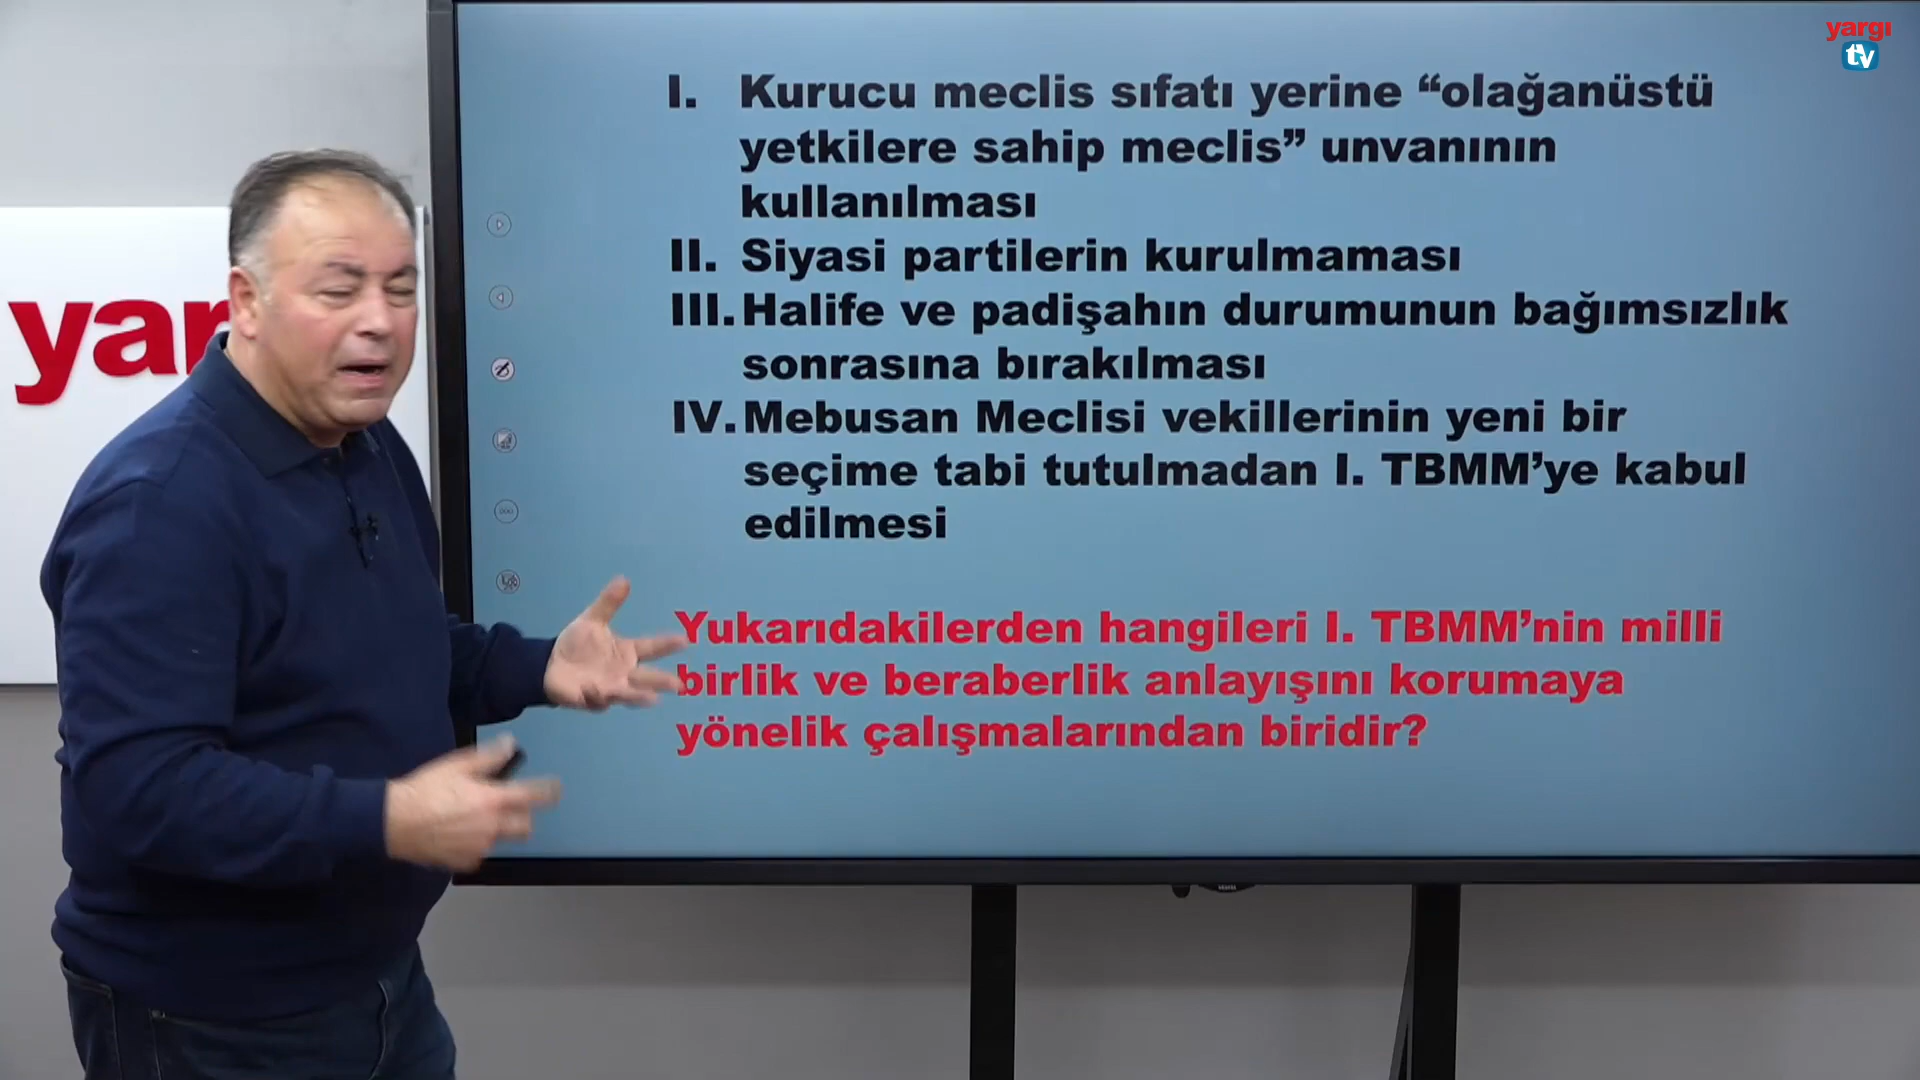 yargı
tv
yar
I. Kurucu meclis sıfatı yerine “olağanüstü
yetkilere sahip meclis” unvanının
kullanılması
II. Siyasi partilerin kurulmaması
III. Halife ve padişahın durumunun bağımsızlık
sonrasına bırakılması
IV. Mebusan Meclisi vekillerinin yeni bir
seçime tabi tutulmadan I. TBMM’ye kabul
edilmesi
Yukarıdakilerden hangileri I. TBMM’nin milli
birlik ve beraberlik anlayışını korumaya
yönelik çalışmalarından biridir?